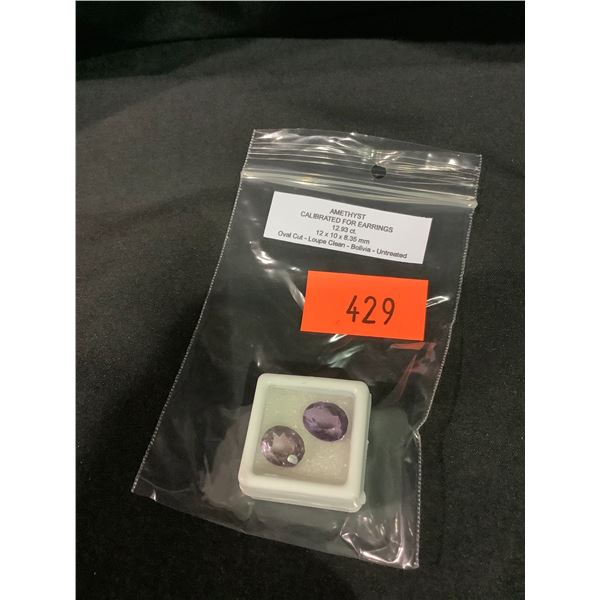 AMETHYST
CALIBRATED FOR EARRINGS
12.93 ct.
12 x 10 x 8.35 mm
Oval Cut - Loupe Clean - Bolivia - Untreated
429